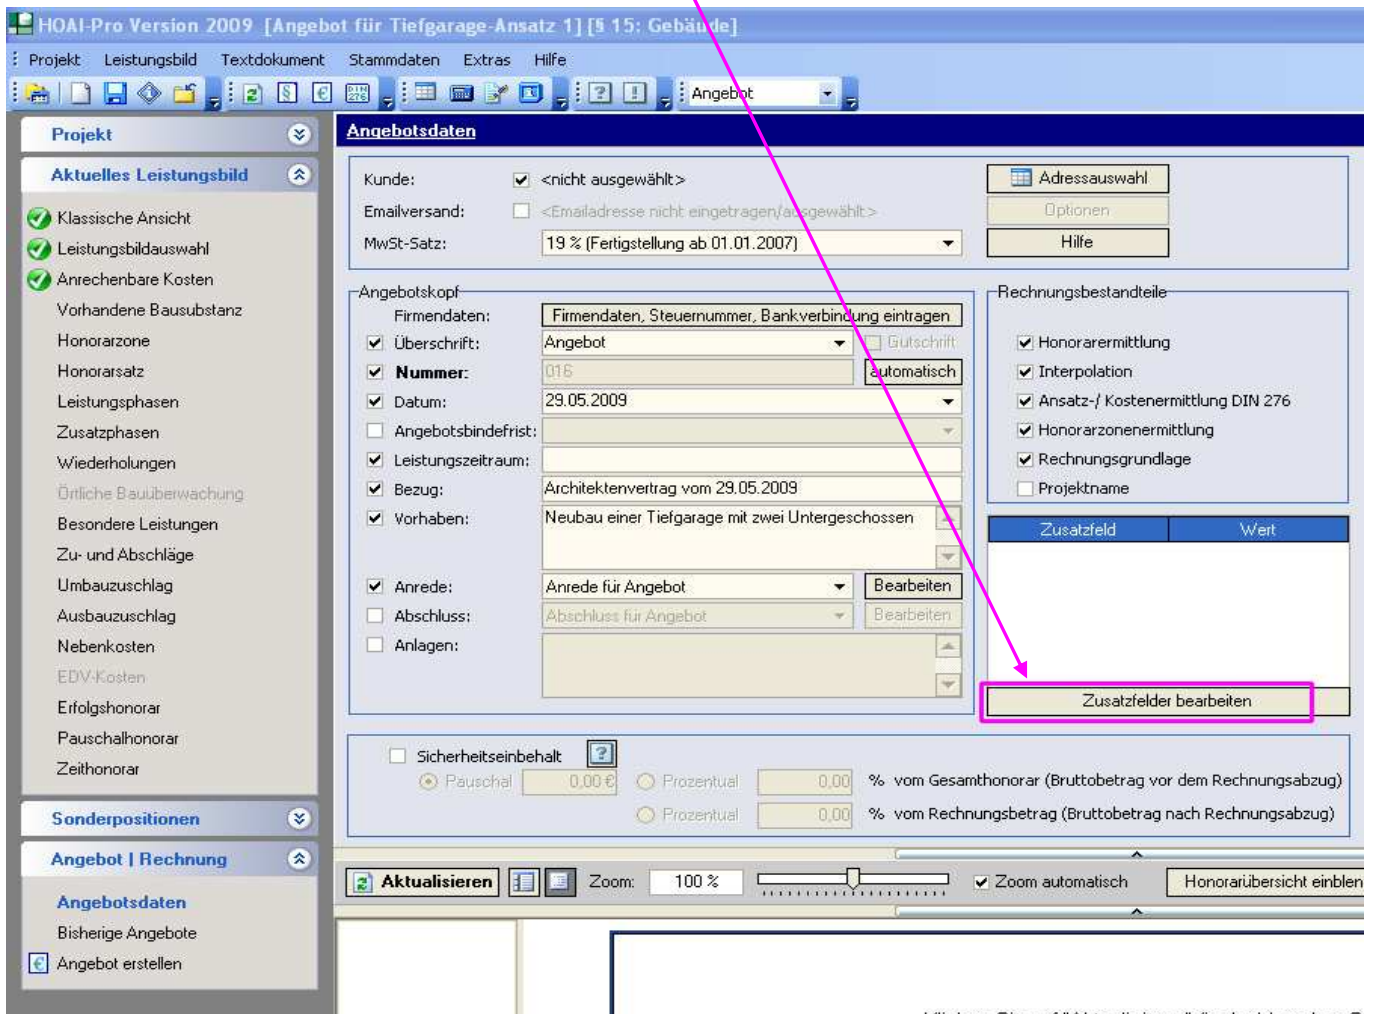 HOAI-Pro Version 2009 [Angebot für Tiefgarage-Ansatz 1] [§ 15: Gebäude]
Projekt Leistungsbild Textdokument Stammdaten Extras Hilfe
Angebot
Projekt
Aktuelles Leistungsbild
Klassische Ansicht
Leistungsbildauswahl
Anrechenbare Kosten
Vorhandene Bausubstanz
Honorarzone
Honorarsatz
Leistungsphasen
Zusatzphasen
Wiederholungen
Örtliche Bauüberwachung
Besondere Leistungen
Zu- und Abschläge
Umbauzuschlag
Ausbauzuschlag
Nebenkosten
EDV-Kosten
Erfolgshonorar
Pauschalhonorar
Zeithonorar
Sonderpositionen
Angebot | Rechnung
Angebotsdaten
Bisherige Angebote
Angebot erstellen
Angebotsdaten
Kunde: <nicht ausgewählt> Adressauswahl
Emailversand: <Emailadresse nicht eingetragen/ausgewählt> Optionen
MwSt-Satz: 19 % (Fertigstellung ab 01.01.2007) Hilfe
Angebotskopf
Firmendaten: Firmendaten, Steuernummer, Bankverbindung eintragen
Überschrift: Angebot Gutschrift
Nummer: 016 automatisch
Datum: 29.05.2009
Angebotsbindefrist:
Leistungszeitraum:
Bezug: Architektenvertrag vom 29.05.2009
Vorhaben: Neubau einer Tiefgarage mit zwei Untergeschossen
Anrede: Anrede für Angebot Bearbeiten
Abschluss: Abschluss für Angebot Bearbeiten
Anlagen:
Rechnungsbestandteile
Honorarermittlung
Interpolation
Ansatz-/ Kostenermittlung DIN 276
Honorarzonenermittlung
Rechnungsgrundlage
Projektname
Zusatzfeld Wert
Zusatzfelder bearbeiten
Sicherheitseinbehalt ?
Pauschal 0,00 € Prozentual 0,00 % vom Gesamthonorar (Bruttobetrag vor dem Rechnungsabzug)
Prozentual 0,00 % vom Rechnungsbetrag (Bruttobetrag nach Rechnungsabzug)
Aktualisieren Zoom: 100 % Zoom automatisch Honorarübersicht einblen